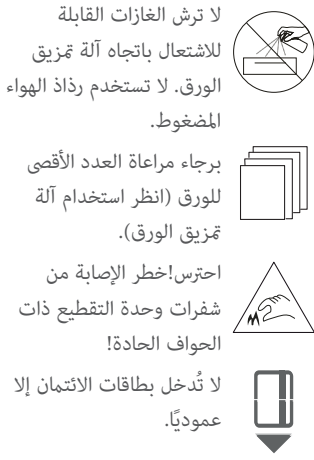 لا ترش الغازات القابلة
للاشتعال باتجاه آلة تمزيق
الورق. لا تستخدم رذاذ الهواء
المضغوط.
برجاء مراعاة العدد الأقصى
للورق (انظر استخدام آلة
تمزيق الورق).
احترس!خطر الإصابة من
شفرات وحدة التقطيع ذات
الحواف الحادة!
لا تُدخل بطاقات الائتمان إلا
عموديًا.